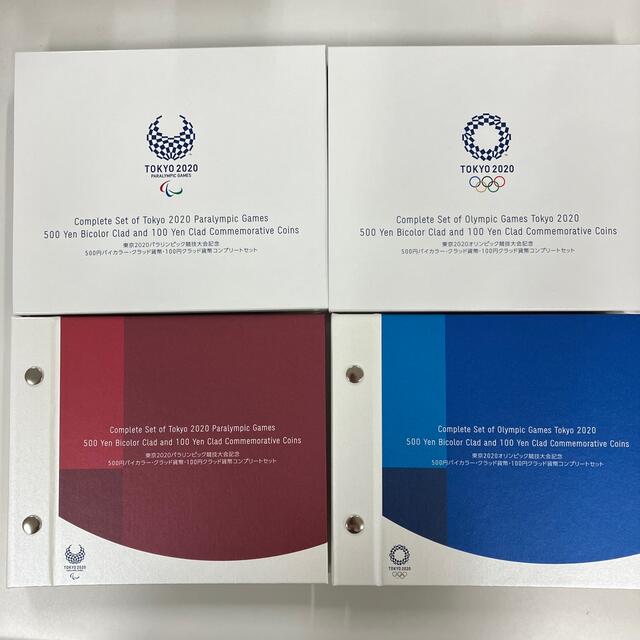 TOKYO 2020
PARALYMPIC GAMES
Complete Set of Tokyo 2020 Paralympic Games
500 Yen Bicolor Clad and 100 Yen Clad Commemorative Coins
東京2020パラリンピック競技大会記念
500円バイカラー・クラッド貨幣・100円クラッド貨幣コンプリートセット
TOKYO 2020
Complete Set of Olympic Games Tokyo 2020
500 Yen Bicolor Clad and 100 Yen Clad Commemorative Coins
東京2020オリンピック競技大会記念
500円バイカラー・クラッド貨幣・100円クラッド貨幣コンプリートセット
Complete Set of Tokyo 2020 Paralympic Games
500 Yen Bicolor Clad and 100 Yen Clad Commemorative Coins
東京2020パラリンピック競技大会記念
500円バイカラー・クラッド貨幣・100円クラッド貨幣コンプリートセット
TOKYO 2020
Complete Set of Olympic Games Tokyo 2020
500 Yen Bicolor Clad and 100 Yen Clad Commemorative Coins
東京2020オリンピック競技大会記念
500円バイカラー・クラッド貨幣・100円クラッド貨幣コンプリートセット
TOKYO 2020